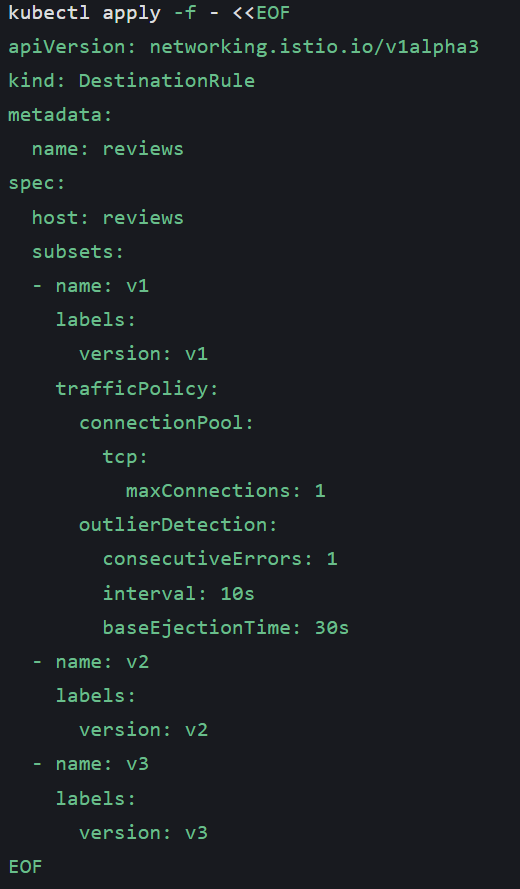 kubectl apply -f - <<EOF
apiVersion: networking.istio.io/v1alpha3
kind: DestinationRule
metadata:
  name: reviews
spec:
  host: reviews
  subsets:
  - name: v1
    labels:
      version: v1
    trafficPolicy:
      connectionPool:
        tcp:
          maxConnections: 1
      outlierDetection:
        consecutiveErrors: 1
        interval: 10s
        baseEjectionTime: 30s
  - name: v2
    labels:
      version: v2
  - name: v3
    labels:
      version: v3
EOF